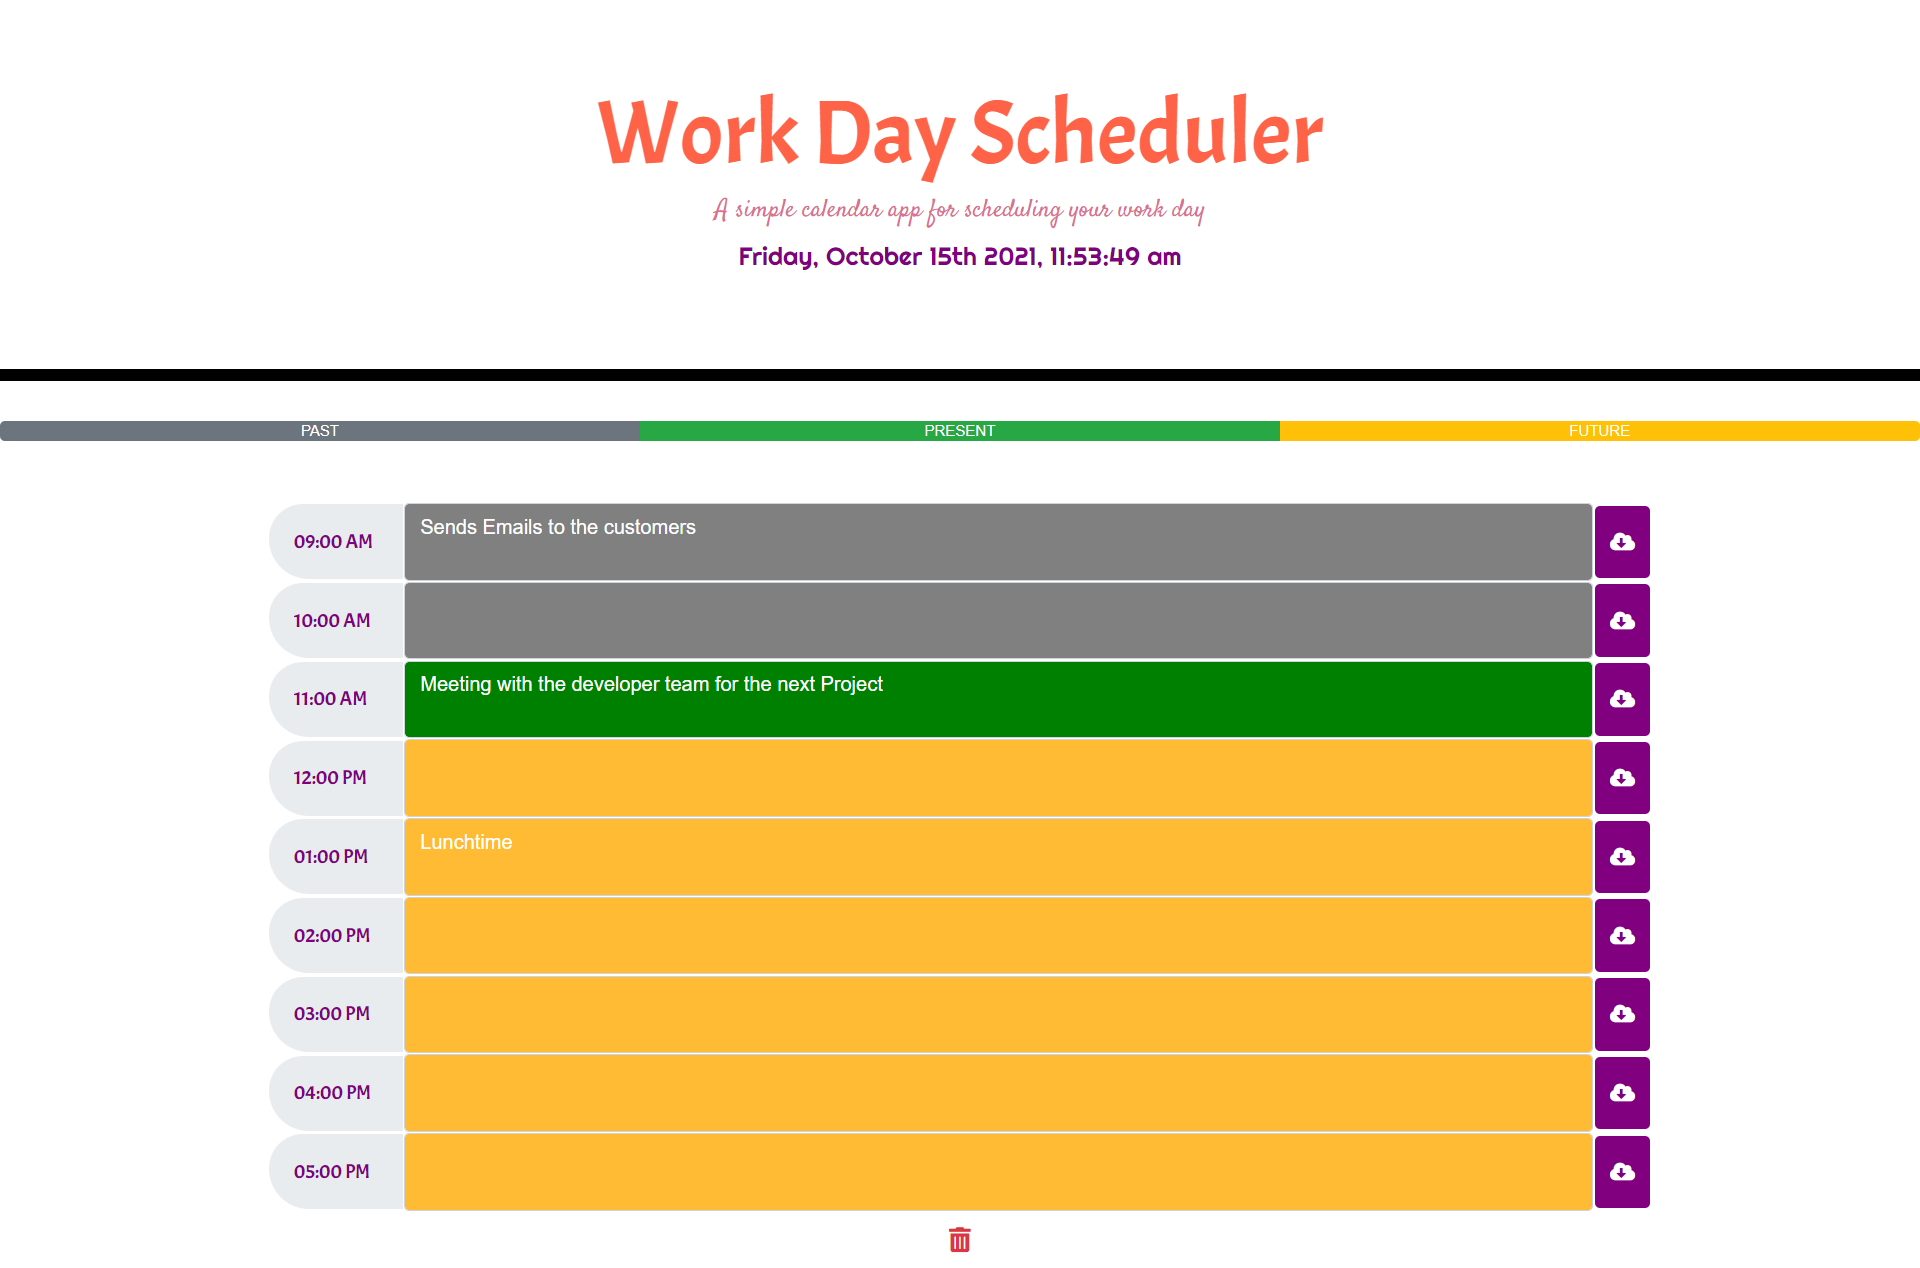 Work Day Scheduler
A simple calendar app for scheduling your work day
Friday, October 15th 2021, 11:53:49 am
PAST PRESENT FUTURE
09:00 AM Sends Emails to the customers
10:00 AM
11:00 AM Meeting with the developer team for the next Project
12:00 PM
01:00 PM Lunchtime
02:00 PM
03:00 PM
04:00 PM
05:00 PM